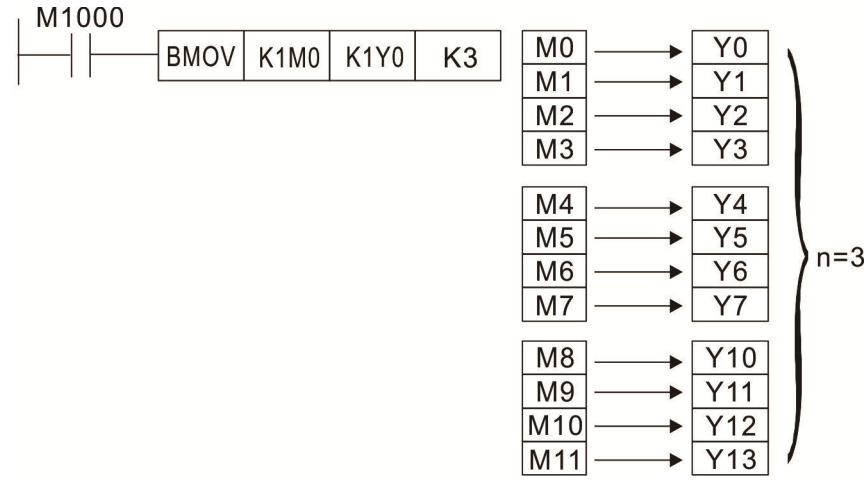 M1000
BMOV K1M0 K1Y0 K3
M0 Y0
M1 Y1
M2 Y2
M3 Y3
M4 Y4
M5 Y5
M6 Y6
M7 Y7
n=3
M8 Y10
M9 Y11
M10 Y12
M11 Y13